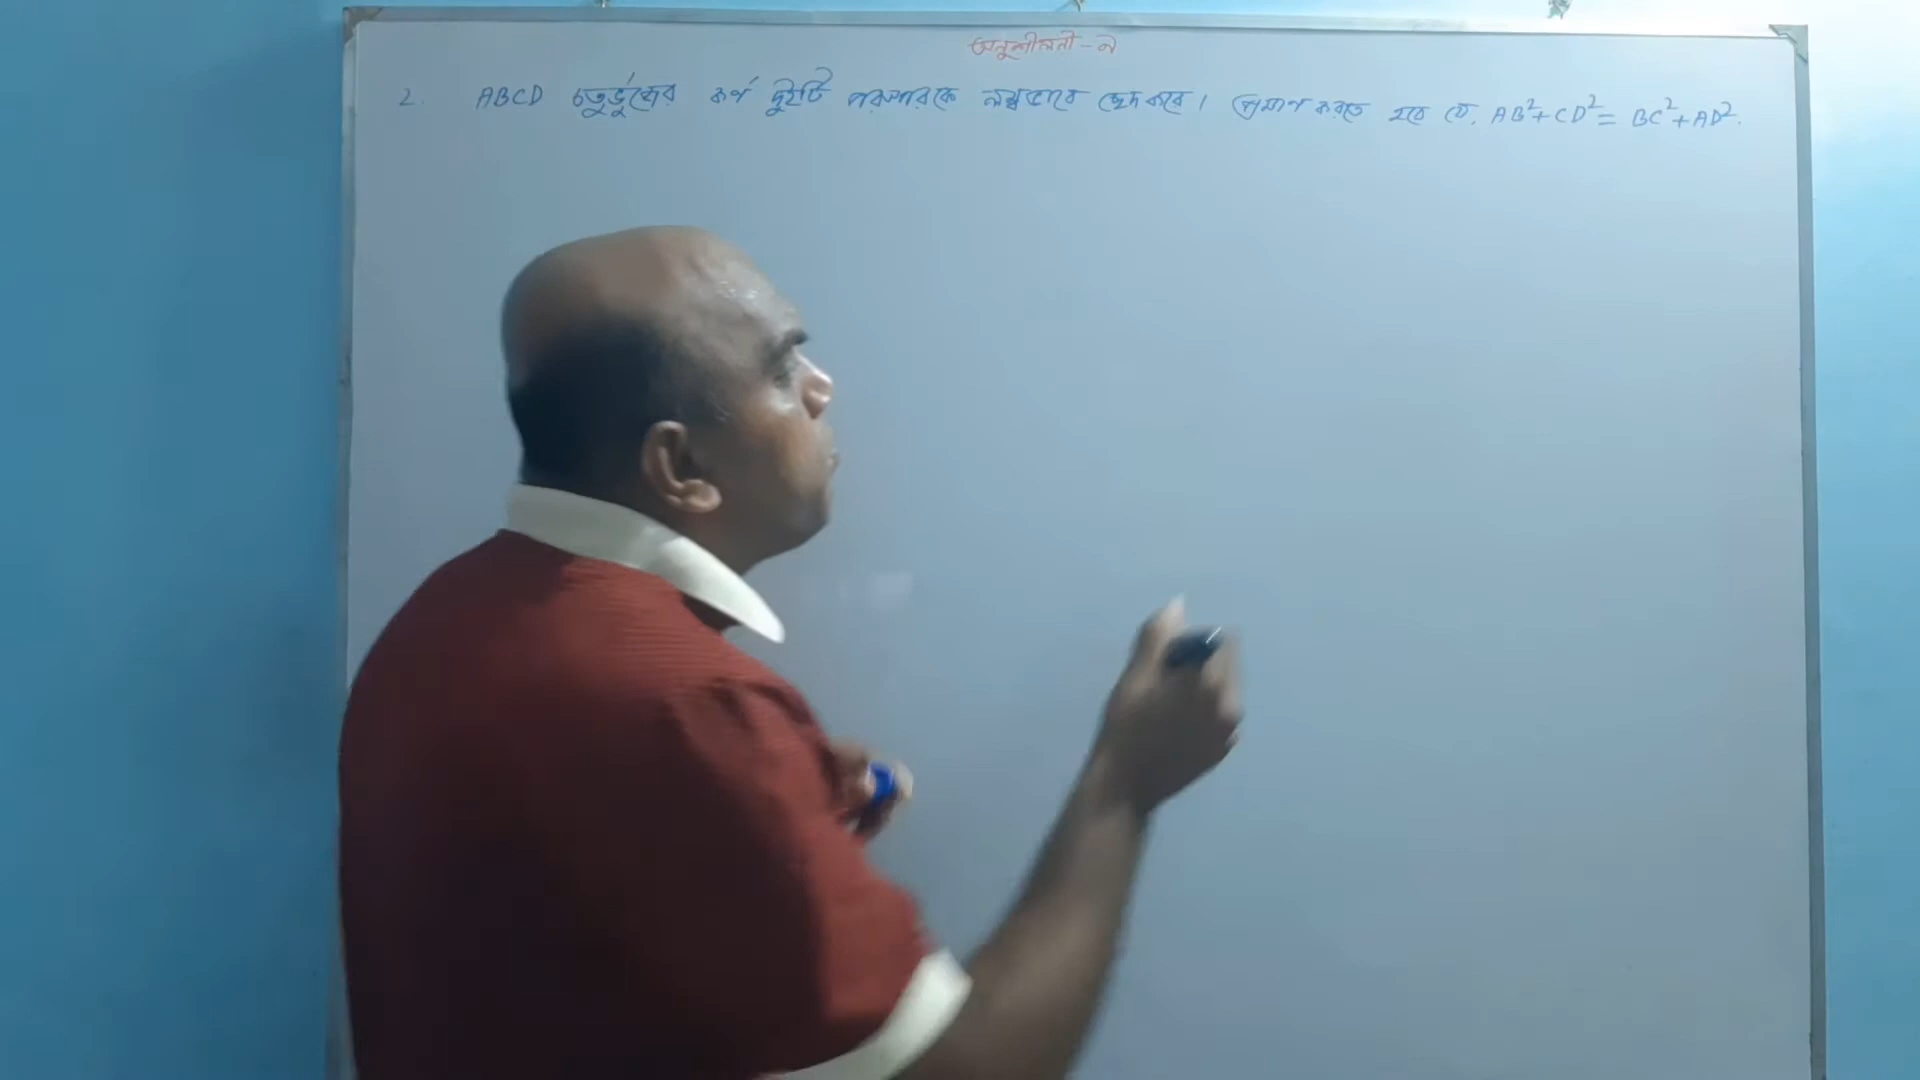 অনুশীলনী - ৯
2. ABCD চতুর্ভুজের কর্ণ দুইটি পরস্পরকে লম্বভাবে ছেদ করে। প্রমাণ করতে হবে যে, AB²+CD² = BC²+AD².